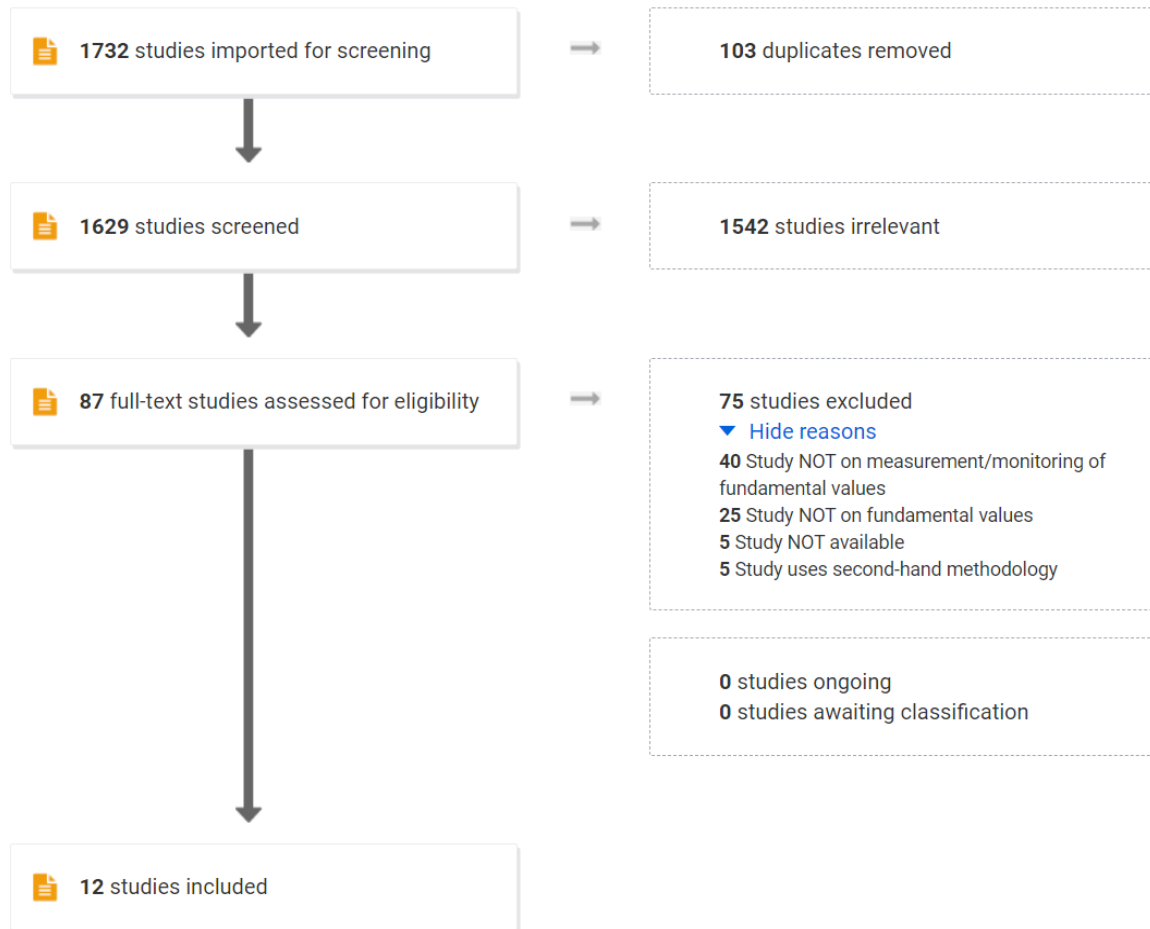 1732 studies imported for screening
103 duplicates removed
1629 studies screened
1542 studies irrelevant
87 full-text studies assessed for eligibility
75 studies excluded
Hide reasons
40 Study NOT on measurement/monitoring of
fundamental values
25 Study NOT on fundamental values
5 Study NOT available
5 Study uses second-hand methodology
0 studies ongoing
0 studies awaiting classification
12 studies included